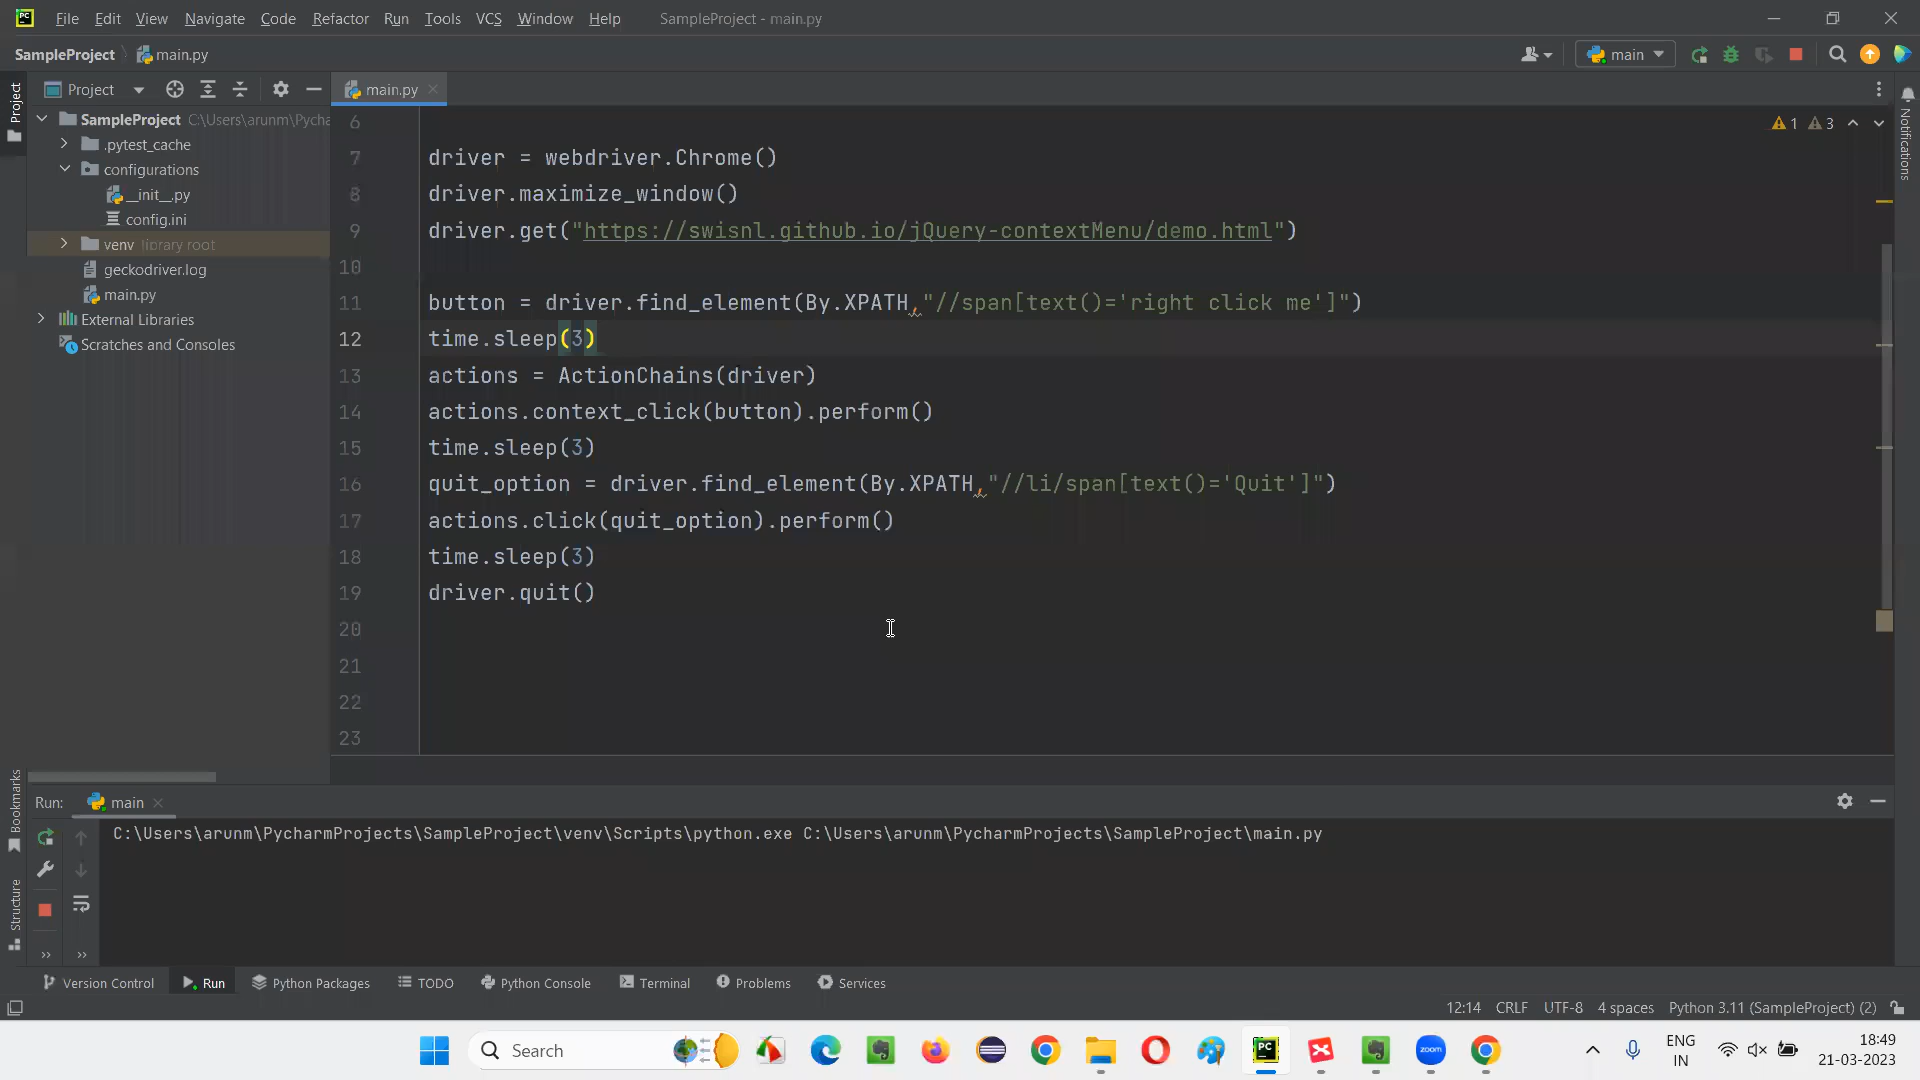 File Edit View Navigate Code Refactor Run Tools VCS Window Help SampleProject - main.py
SampleProject main.py main
Project main.py
SampleProject C:\Users\arunm\Pycha
.pytest_cache
configurations
__init__.py
config.ini
venv library root
geckodriver.log
main.py
External Libraries
Scratches and Consoles
Project
Bookmarks
Structure
Notifications
1 3
6
7 driver = webdriver.Chrome()
8 driver.maximize_window()
9 driver.get("https://swisnl.github.io/jQuery-contextMenu/demo.html")
10
11 button = driver.find_element(By.XPATH,"//span[text()='right click me']")
12 time.sleep(3)
13 actions = ActionChains(driver)
14 actions.context_click(button).perform()
15 time.sleep(3)
16 quit_option = driver.find_element(By.XPATH,"//li/span[text()='Quit']")
17 actions.click(quit_option).perform()
18 time.sleep(3)
19 driver.quit()
20
21
22
23
Run: main
C:\Users\arunm\PycharmProjects\SampleProject\venv\Scripts\python.exe C:\Users\arunm\PycharmProjects\SampleProject\main.py
Version Control Run Python Packages TODO Python Console Terminal Problems Services
12:14 CRLF UTF-8 4 spaces Python 3.11 (SampleProject) (2)
Search
zoom
ENG
IN
18:49
21-03-2023